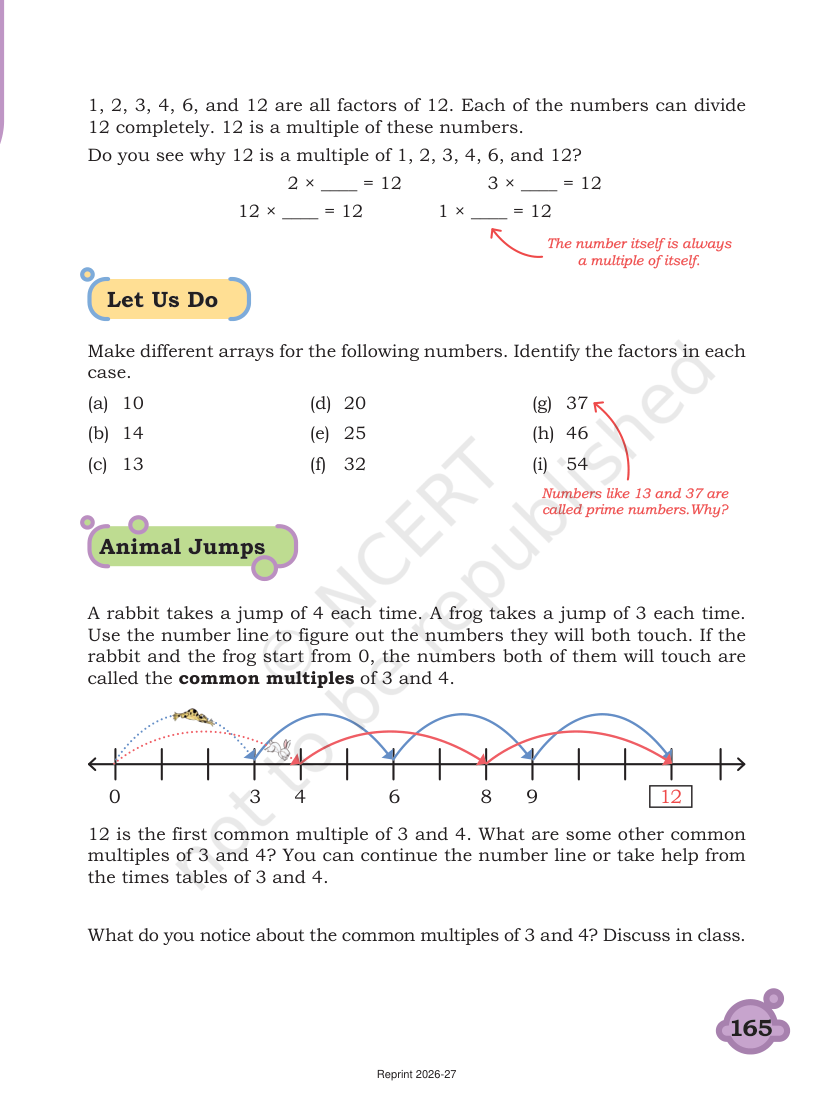 1, 2, 3, 4, 6, and 12 are all factors of 12. Each of the numbers can divide
12 completely. 12 is a multiple of these numbers.
Do you see why 12 is a multiple of 1, 2, 3, 4, 6, and 12?
2 × ____ = 12 3 × ____ = 12
12 × ____ = 12 1 × ____ = 12
The number itself is always
a multiple of itself.
Let Us Do
Make different arrays for the following numbers. Identify the factors in each
case.
(a) 10 (d) 20 (g) 37
(b) 14 (e) 25 (h) 46
(c) 13 (f) 32 (i) 54
Numbers like 13 and 37 are
called prime numbers.Why?
Animal Jumps
A rabbit takes a jump of 4 each time. A frog takes a jump of 3 each time.
Use the number line to figure out the numbers they will both touch. If the
rabbit and the frog start from 0, the numbers both of them will touch are
called the common multiples of 3 and 4.
0 3 4 6 8 9 12
12 is the first common multiple of 3 and 4. What are some other common
multiples of 3 and 4? You can continue the number line or take help from
the times tables of 3 and 4.
What do you notice about the common multiples of 3 and 4? Discuss in class.
165
Reprint 2026-27
© NCERT
not to be republished